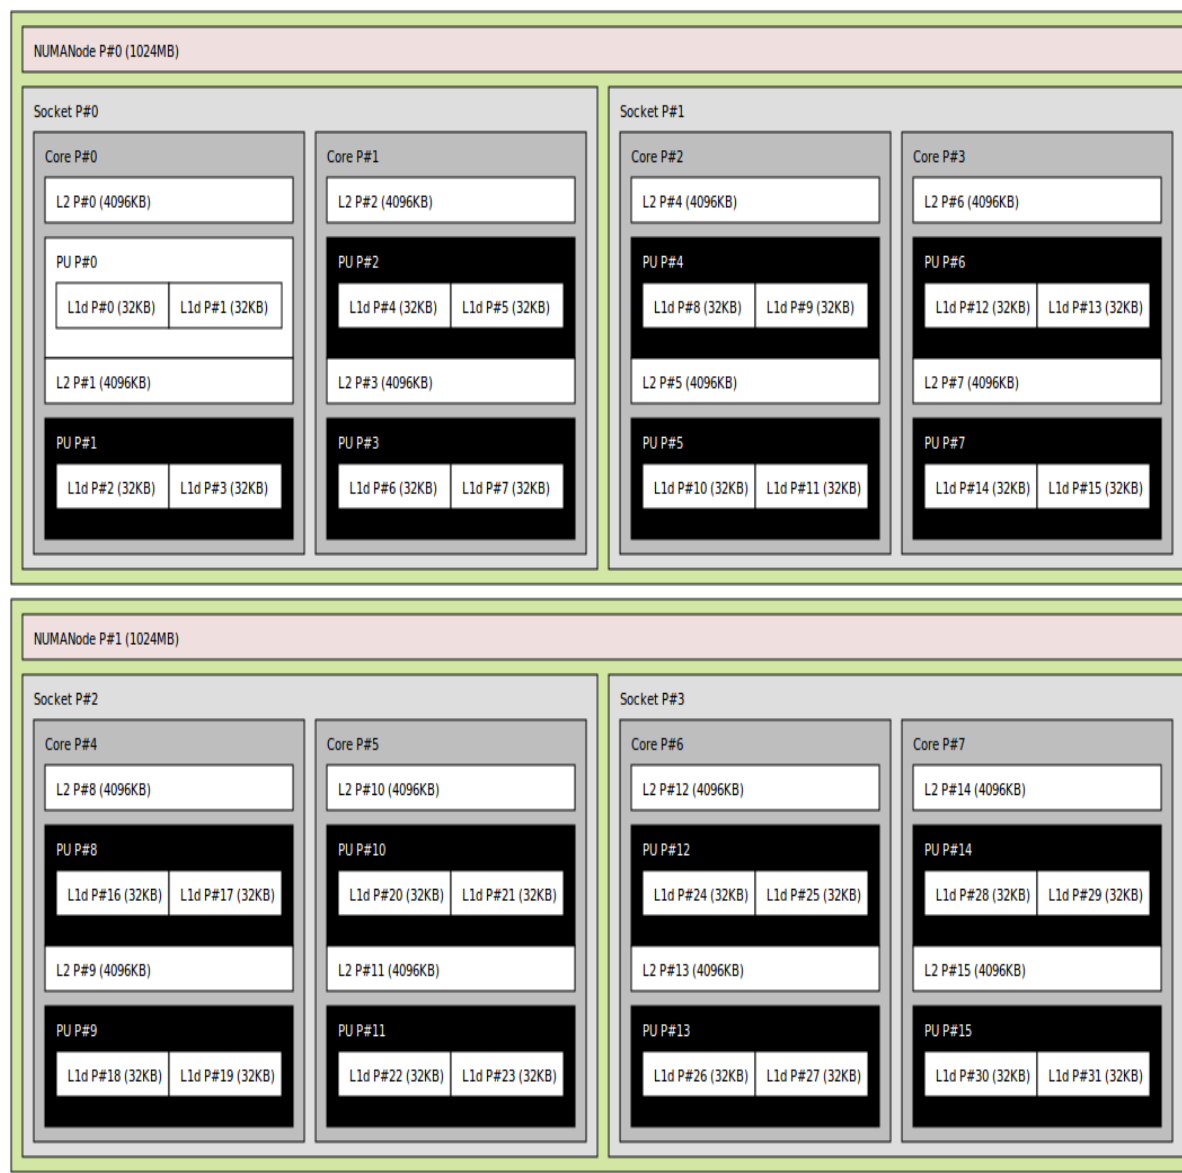 NUMANode P#0 (1024MB)
Socket P#0
Core P#0
L2 P#0 (4096KB)
PU P#0
L1d P#0 (32KB) L1d P#1 (32KB)
L2 P#1 (4096KB)
PU P#1
L1d P#2 (32KB) L1d P#3 (32KB)
Core P#1
L2 P#2 (4096KB)
PU P#2
L1d P#4 (32KB) L1d P#5 (32KB)
L2 P#3 (4096KB)
PU P#3
L1d P#6 (32KB) L1d P#7 (32KB)
Socket P#1
Core P#2
L2 P#4 (4096KB)
PU P#4
L1d P#8 (32KB) L1d P#9 (32KB)
L2 P#5 (4096KB)
PU P#5
L1d P#10 (32KB) L1d P#11 (32KB)
Core P#3
L2 P#6 (4096KB)
PU P#6
L1d P#12 (32KB) L1d P#13 (32KB)
L2 P#7 (4096KB)
PU P#7
L1d P#14 (32KB) L1d P#15 (32KB)
NUMANode P#1 (1024MB)
Socket P#2
Core P#4
L2 P#8 (4096KB)
PU P#8
L1d P#16 (32KB) L1d P#17 (32KB)
L2 P#9 (4096KB)
PU P#9
L1d P#18 (32KB) L1d P#19 (32KB)
Core P#5
L2 P#10 (4096KB)
PU P#10
L1d P#20 (32KB) L1d P#21 (32KB)
L2 P#11 (4096KB)
PU P#11
L1d P#22 (32KB) L1d P#23 (32KB)
Socket P#3
Core P#6
L2 P#12 (4096KB)
PU P#12
L1d P#24 (32KB) L1d P#25 (32KB)
L2 P#13 (4096KB)
PU P#13
L1d P#26 (32KB) L1d P#27 (32KB)
Core P#7
L2 P#14 (4096KB)
PU P#14
L1d P#28 (32KB) L1d P#29 (32KB)
L2 P#15 (4096KB)
PU P#15
L1d P#30 (32KB) L1d P#31 (32KB)